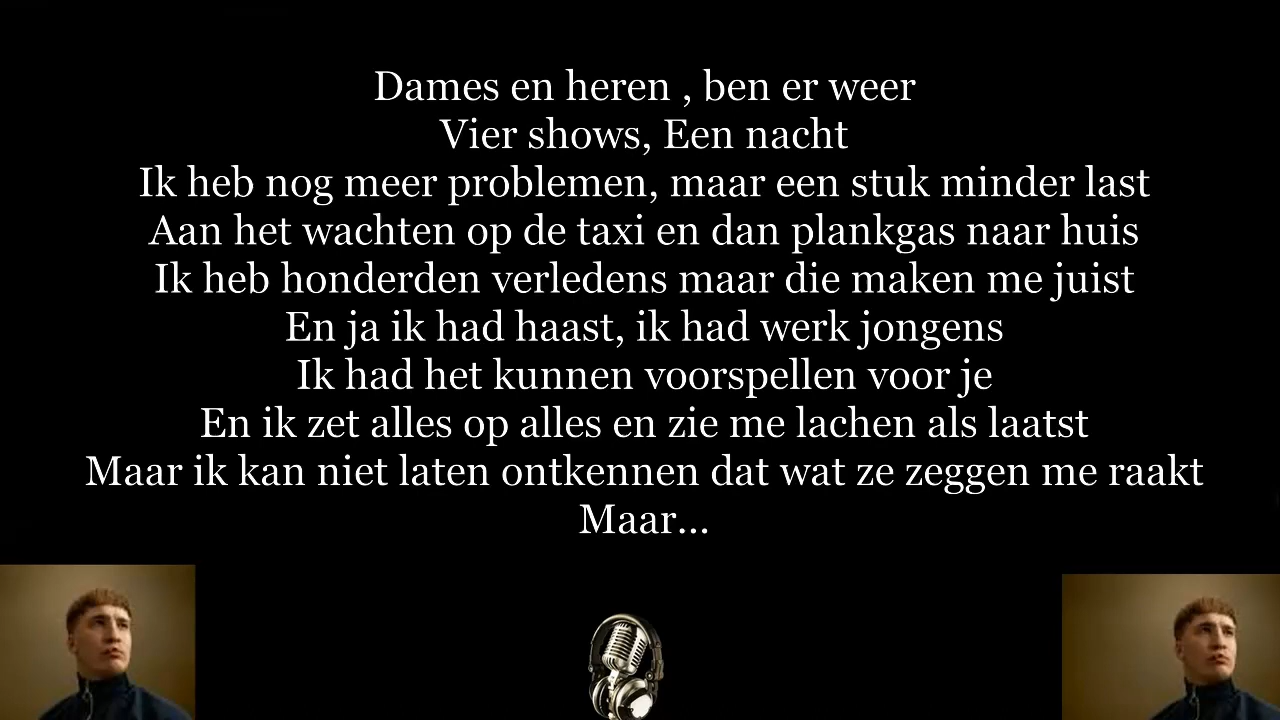 Dames en heren , ben er weer
Vier shows, Een nacht
Ik heb nog meer problemen, maar een stuk minder last
Aan het wachten op de taxi en dan plankgas naar huis
Ik heb honderden verledens maar die maken me juist
En ja ik had haast, ik had werk jongens
Ik had het kunnen voorspellen voor je
En ik zet alles op alles en zie me lachen als laatst
Maar ik kan niet laten ontkennen dat wat ze zeggen me raakt
Maar...